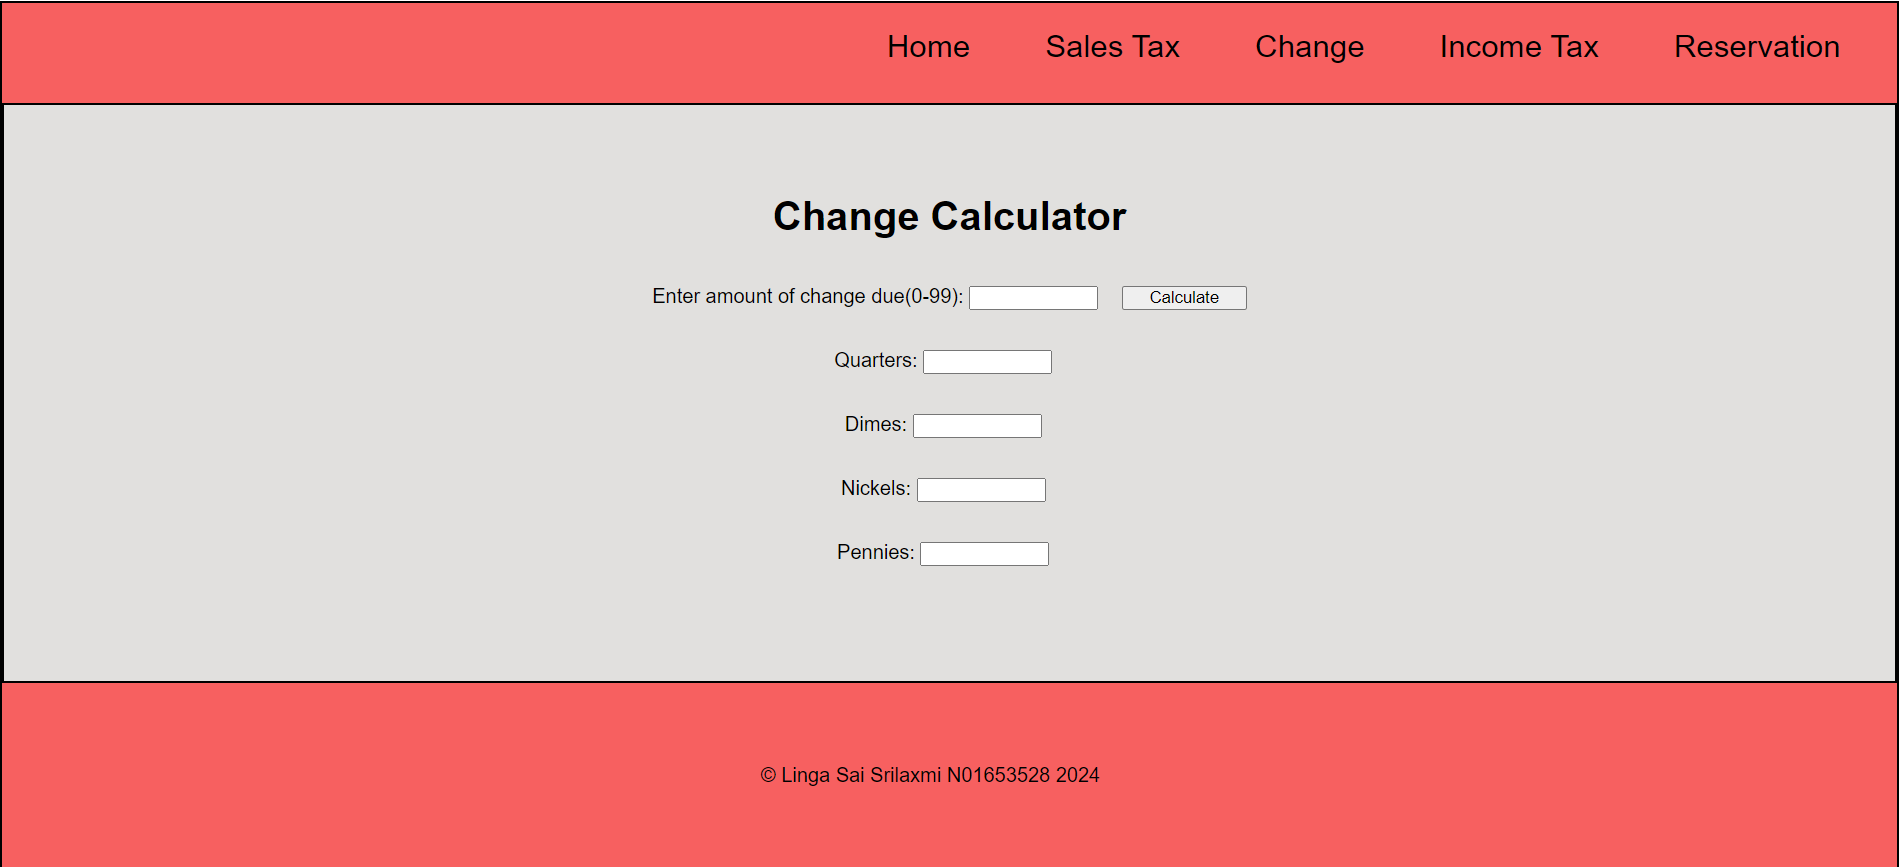 Home Sales Tax Change Income Tax Reservation
Change Calculator
Enter amount of change due(0-99): Calculate
Quarters:
Dimes:
Nickels:
Pennies:
© Linga Sai Srilaxmi N01653528 2024